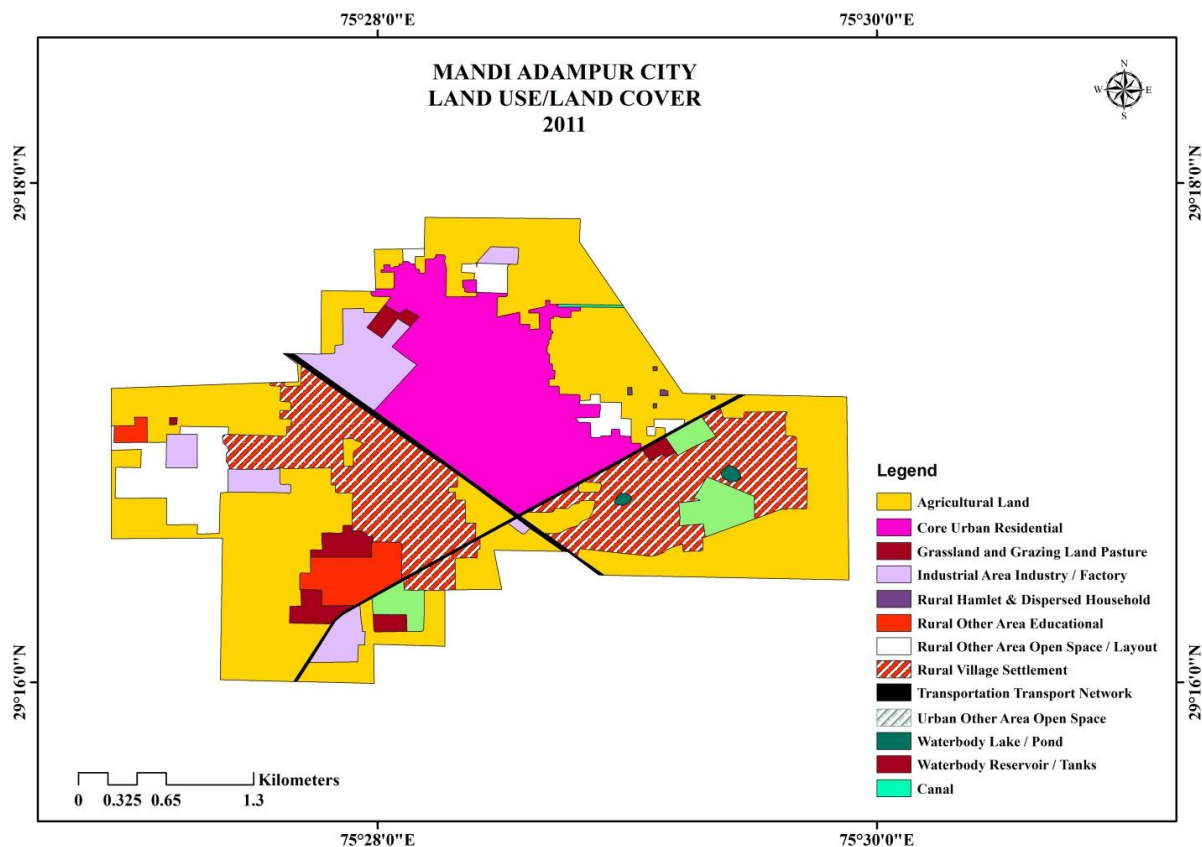 75°28'0"E 75°30'0"E
MANDI ADAMPUR CITY
LAND USE/LAND COVER
2011
N
W E
S
29°18'0"N 29°18'0"N
Legend
Agricultural Land
Core Urban Residential
Grassland and Grazing Land Pasture
Industrial Area Industry / Factory
Rural Hamlet & Dispersed Household
Rural Other Area Educational
Rural Other Area Open Space / Layout
Rural Village Settlement
Transportation Transport Network
Urban Other Area Open Space
Waterbody Lake / Pond
Waterbody Reservoir / Tanks
Canal
29°16'0"N 29°16'0"N
Kilometers
0 0.325 0.65 1.3
75°28'0"E 75°30'0"E